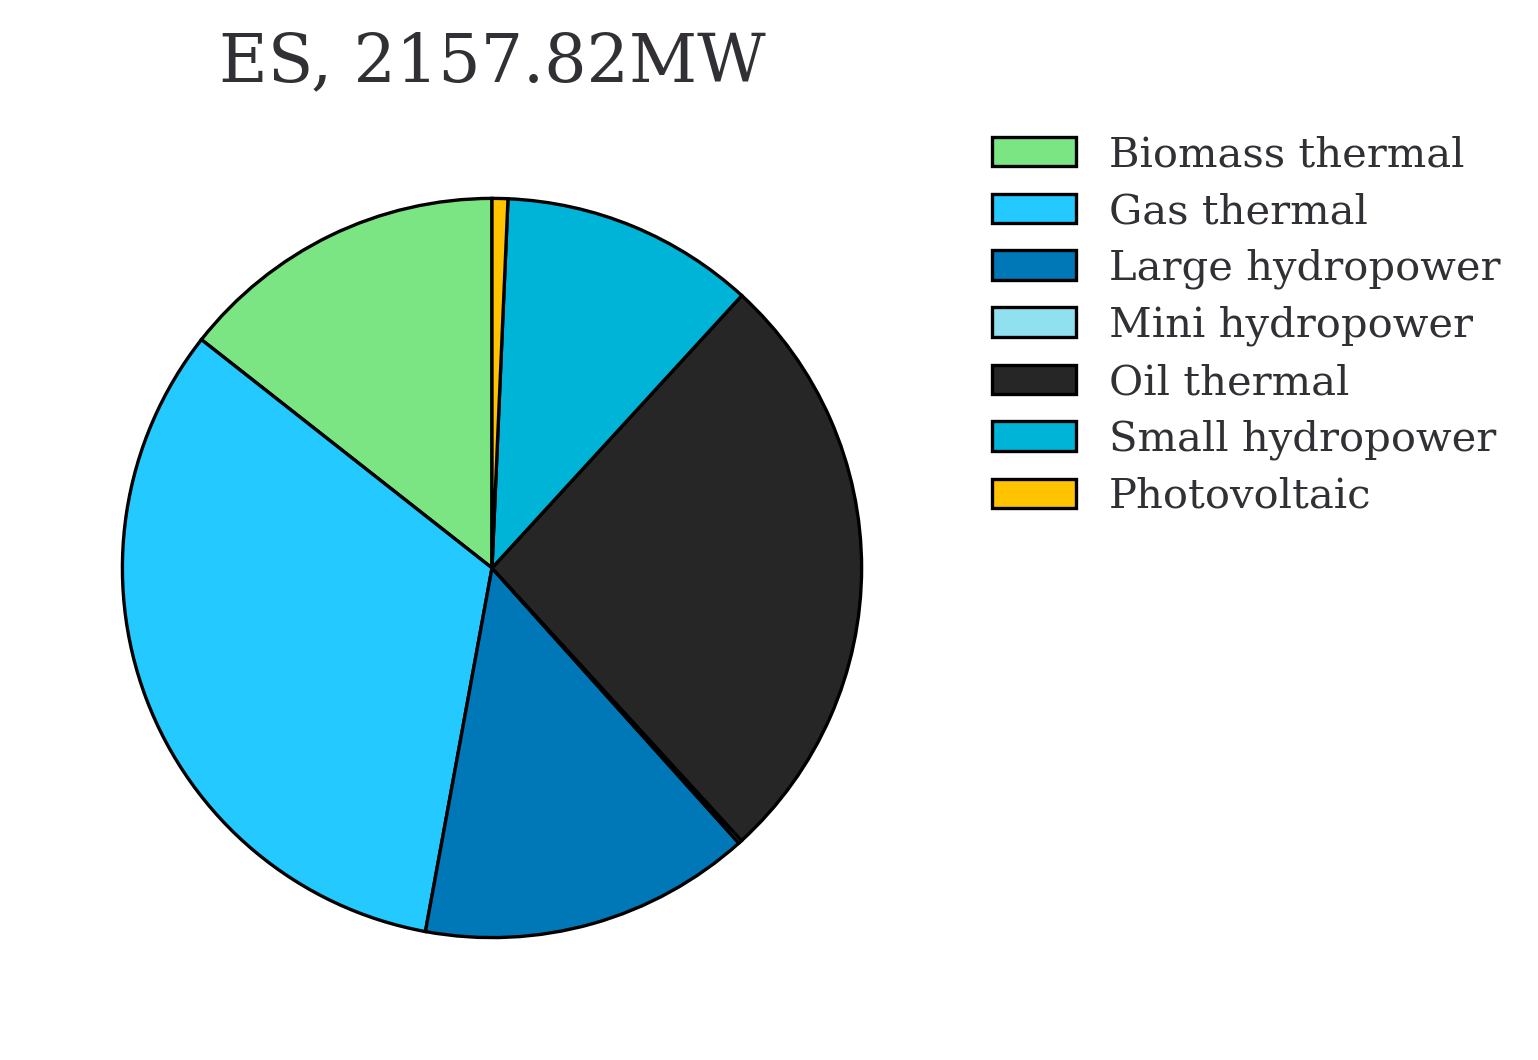 ES, 2157.82MW
Biomass thermal
Gas thermal
Large hydropower
Mini hydropower
Oil thermal
Small hydropower
Photovoltaic